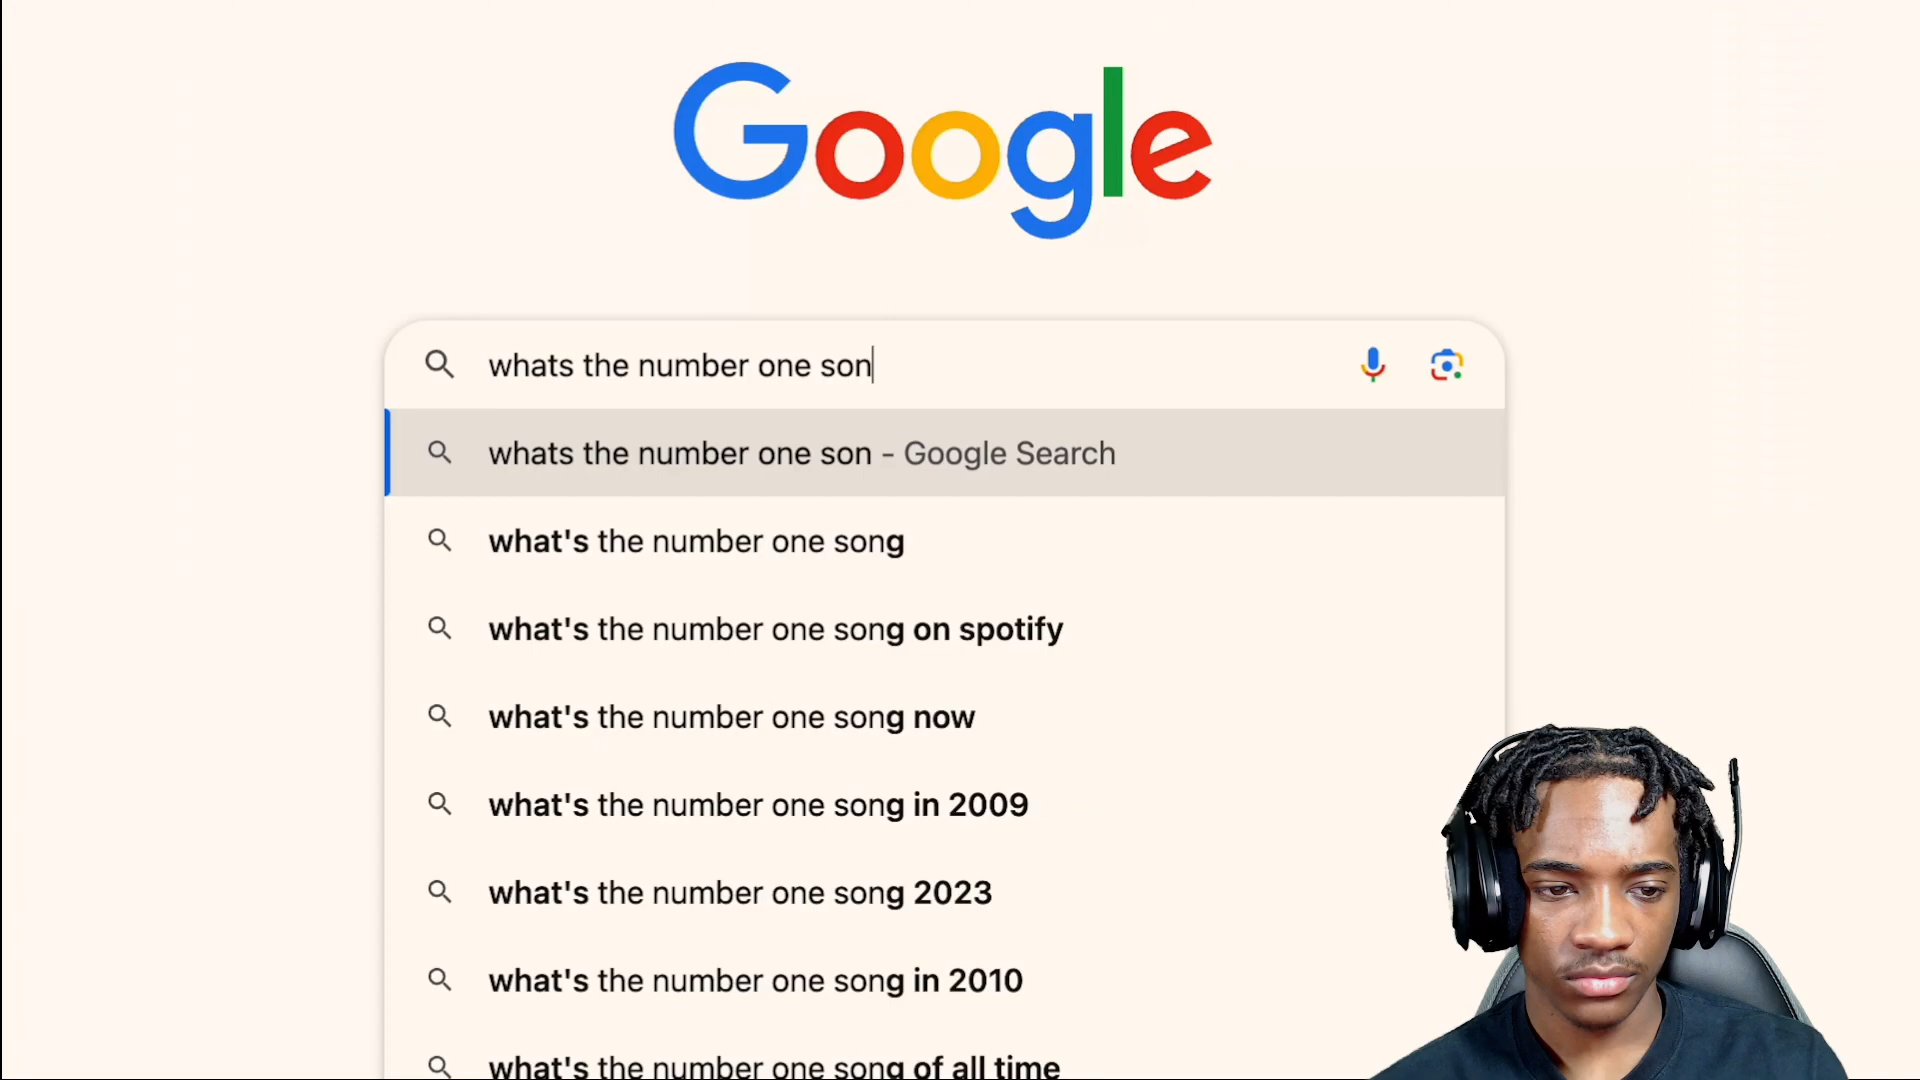 Google
whats the number one son
whats the number one son - Google Search
what's the number one song
what's the number one song on spotify
what's the number one song now
what's the number one song in 2009
what's the number one song 2023
what's the number one song in 2010
what's the number one song of all time